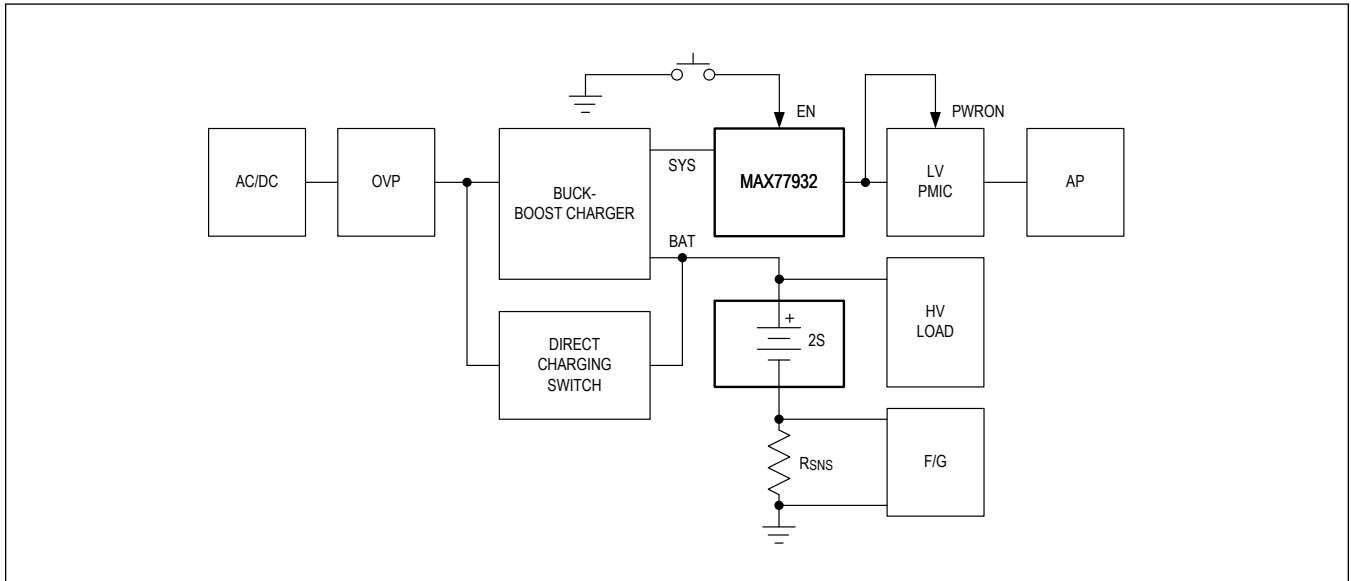 EN
PWRON
AC/DC
OVP
BUCK-
BOOST CHARGER
SYS
BAT
MAX77932
LV
PMIC
AP
DIRECT
CHARGING
SWITCH
+
2S
HV
LOAD
RSNS
F/G